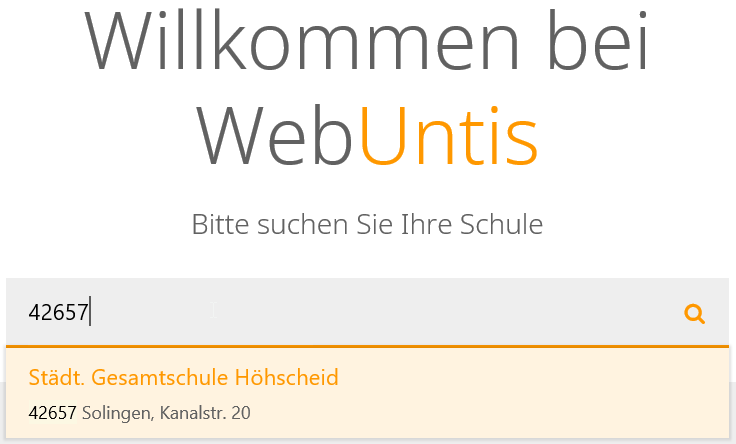 Willkommen bei
WebUntis
Bitte suchen Sie Ihre Schule
42657
Städt. Gesamtschule Höhscheid
42657 Solingen, Kanalstr. 20